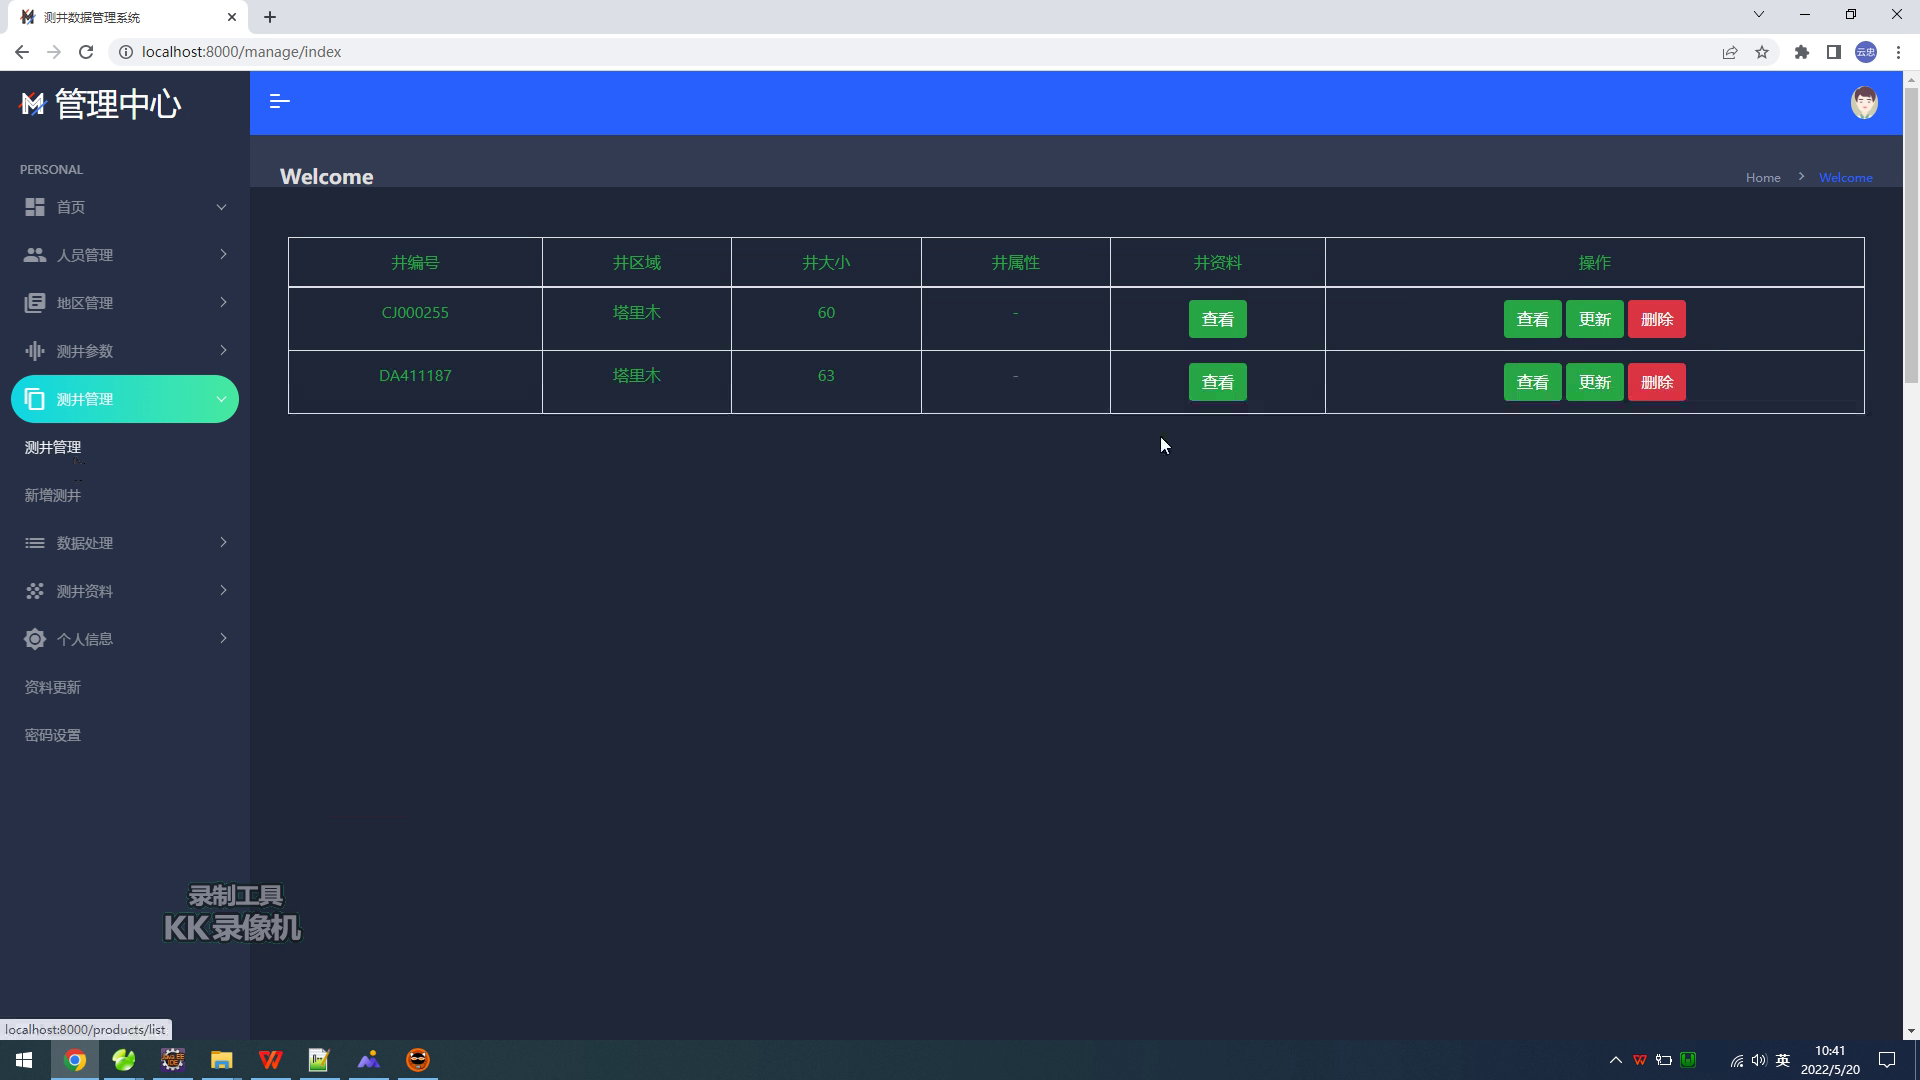 测井数据管理系统
localhost:8000/manage/index
云忠
管理中心
PERSONAL
首页
人员管理
地区管理
测井参数
测井管理
测井管理
新增测井
数据处理
测井资料
个人信息
资料更新
密码设置
Welcome
Home
Welcome
井编号 井区域 井大小 井属性 井资料 操作
CJ000255 塔里木 60 - 查看 查看 更新 删除
DA411187 塔里木 63 - 查看 查看 更新 删除
录制工具
KK录像机
localhost:8000/products/list
英
10:41
2022/5/20